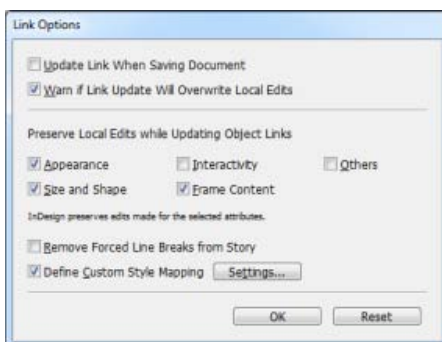 Link Options
Update Link When Saving Document
Warn if Link Update Will Overwrite Local Edits
Preserve Local Edits while Updating Object Links
Appearance Interactivity Others
Size and Shape Frame Content
InDesign preserves edits made for the selected attributes.
Remove Forced Line Breaks from Story
Define Custom Style Mapping Settings...
OK Reset